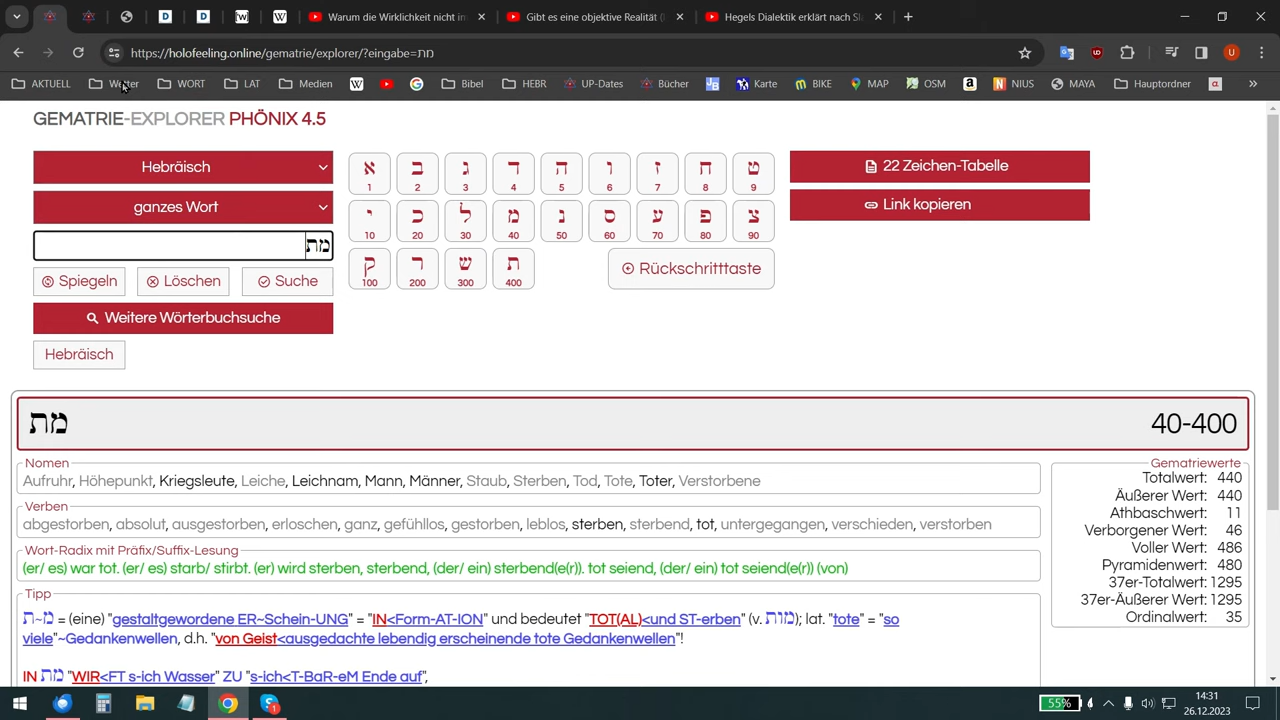 Warum die Wirklichkeit nicht in
Gibt es eine objektive Realität (
Hegels Dialektik erklärt nach Sl
https://holofeeling.online/gematrie/explorer/?eingabe=מת
AKTUELL Weiter WORT LAT Medien Bibel HEBR UP-Dates Bücher Karte BIKE MAP OSM NIUS MAYA Hauptordner
GEMATRIE-EXPLORER PHÖNIX 4.5
Hebräisch
ganzes Wort
מת
Spiegeln Löschen Suche
Weitere Wörterbuchsuche
Hebräisch
א ב ג ד ה ו ז ח ט
1 2 3 4 5 6 7 8 9
י כ ל מ נ ס ע פ צ
10 20 30 40 50 60 70 80 90
ק ר ש ת
100 200 300 400
Rückschritttaste
22 Zeichen-Tabelle
Link kopieren
מת 40-400
Nomen
Aufruhr, Höhepunkt, Kriegsleute, Leiche, Leichnam, Mann, Männer, Staub, Sterben, Tod, Tote, Toter, Verstorbene
Verben
abgestorben, absolut, ausgestorben, erloschen, ganz, gefühllos, gestorben, leblos, sterben, sterbend, tot, untergegangen, verschieden, verstorben
Wort-Radix mit Präfix/Suffix-Lesung
(er/ es) war tot. (er/ es) starb/ stirbt. (er) wird sterben, sterbend, (der/ ein) sterbend(e(r)). tot seiend, (der/ ein) tot seiend(e(r)) (von)
Tipp
מ~ת = (eine) "gestaltgewordene ER~Schein-UNG" = "IN<Form-AT-ION" und bedeutet "TOT(AL)<und ST-erben" (v. מות); lat. "tote" = "so
viele"~Gedankenwellen, d.h. "von Geist<ausgedachte lebendig erscheinende tote Gedankenwellen"!
IN מת "WIR<FT s-ich Wasser" ZU "s-ich<T-BaR-eM Ende auf",
Gematriewerte
Totalwert: 440
Äußerer Wert: 440
Athbaschwert: 11
Verborgener Wert: 46
Voller Wert: 486
Pyramidenwert: 480
37er-Totalwert: 1295
37er-Äußerer Wert: 1295
Ordinalwert: 35
55%
14:31
26.12.2023